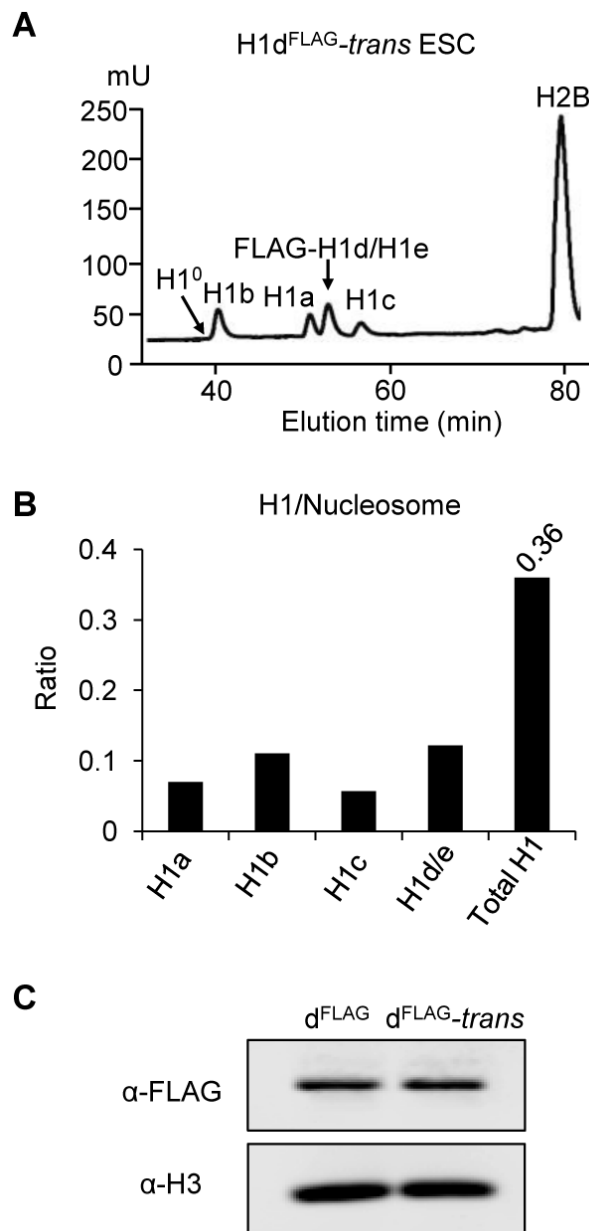 A
H1dFLAG-trans ESC
mU
H2B
250
200
150
100
50
0
FLAG-H1d/H1e
H1⁰
H1b
H1a
H1c
40
60
80
Elution time (min)
B
H1/Nucleosome
0.36
0.4
0.3
0.2
0.1
0
Ratio
H1a
H1b
H1c
H1d/e
Total H1
C
dFLAG
dFLAG-trans
α-FLAG
α-H3